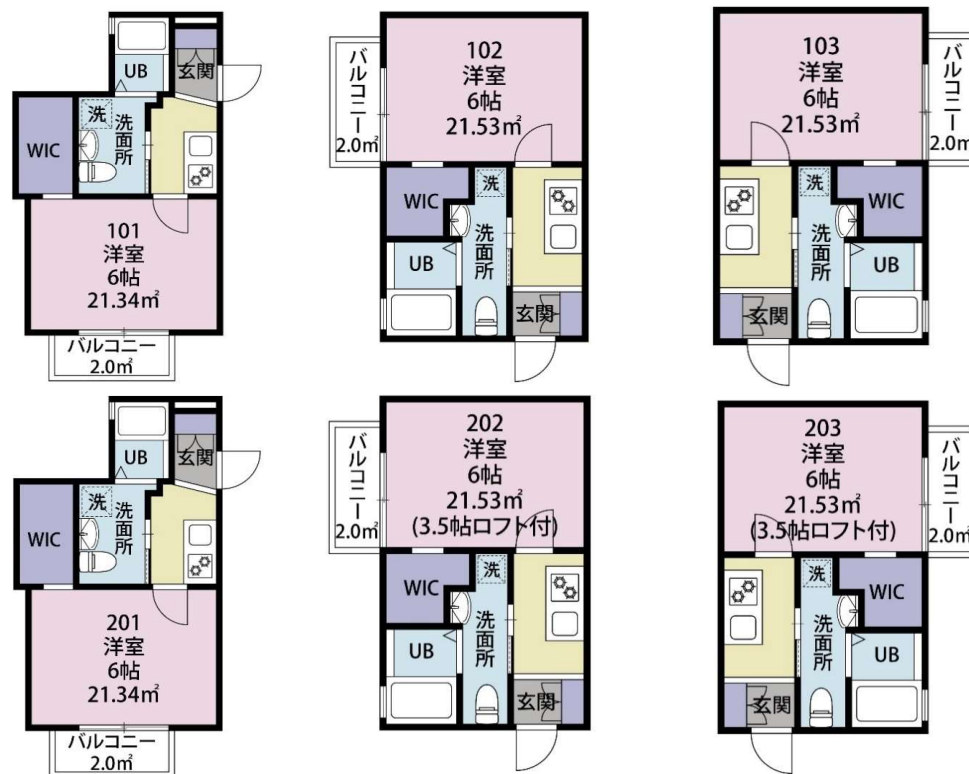 UB
玄関
洗
洗面所
WIC
101
洋室
6帖
21.34㎡
バルコニー
2.0㎡
102
洋室
6帖
21.53㎡
バルコニー
2.0㎡
WIC
洗
洗面所
UB
玄関
103
洋室
6帖
21.53㎡
バルコニー
2.0㎡
洗
WIC
洗面所
UB
玄関
UB
玄関
洗
洗面所
WIC
201
洋室
6帖
21.34㎡
バルコニー
2.0㎡
202
洋室
6帖
21.53㎡
(3.5帖ロフト付)
バルコニー
2.0㎡
WIC
洗
洗面所
UB
玄関
203
洋室
6帖
21.53㎡
(3.5帖ロフト付)
バルコニー
2.0㎡
洗
WIC
洗面所
UB
玄関